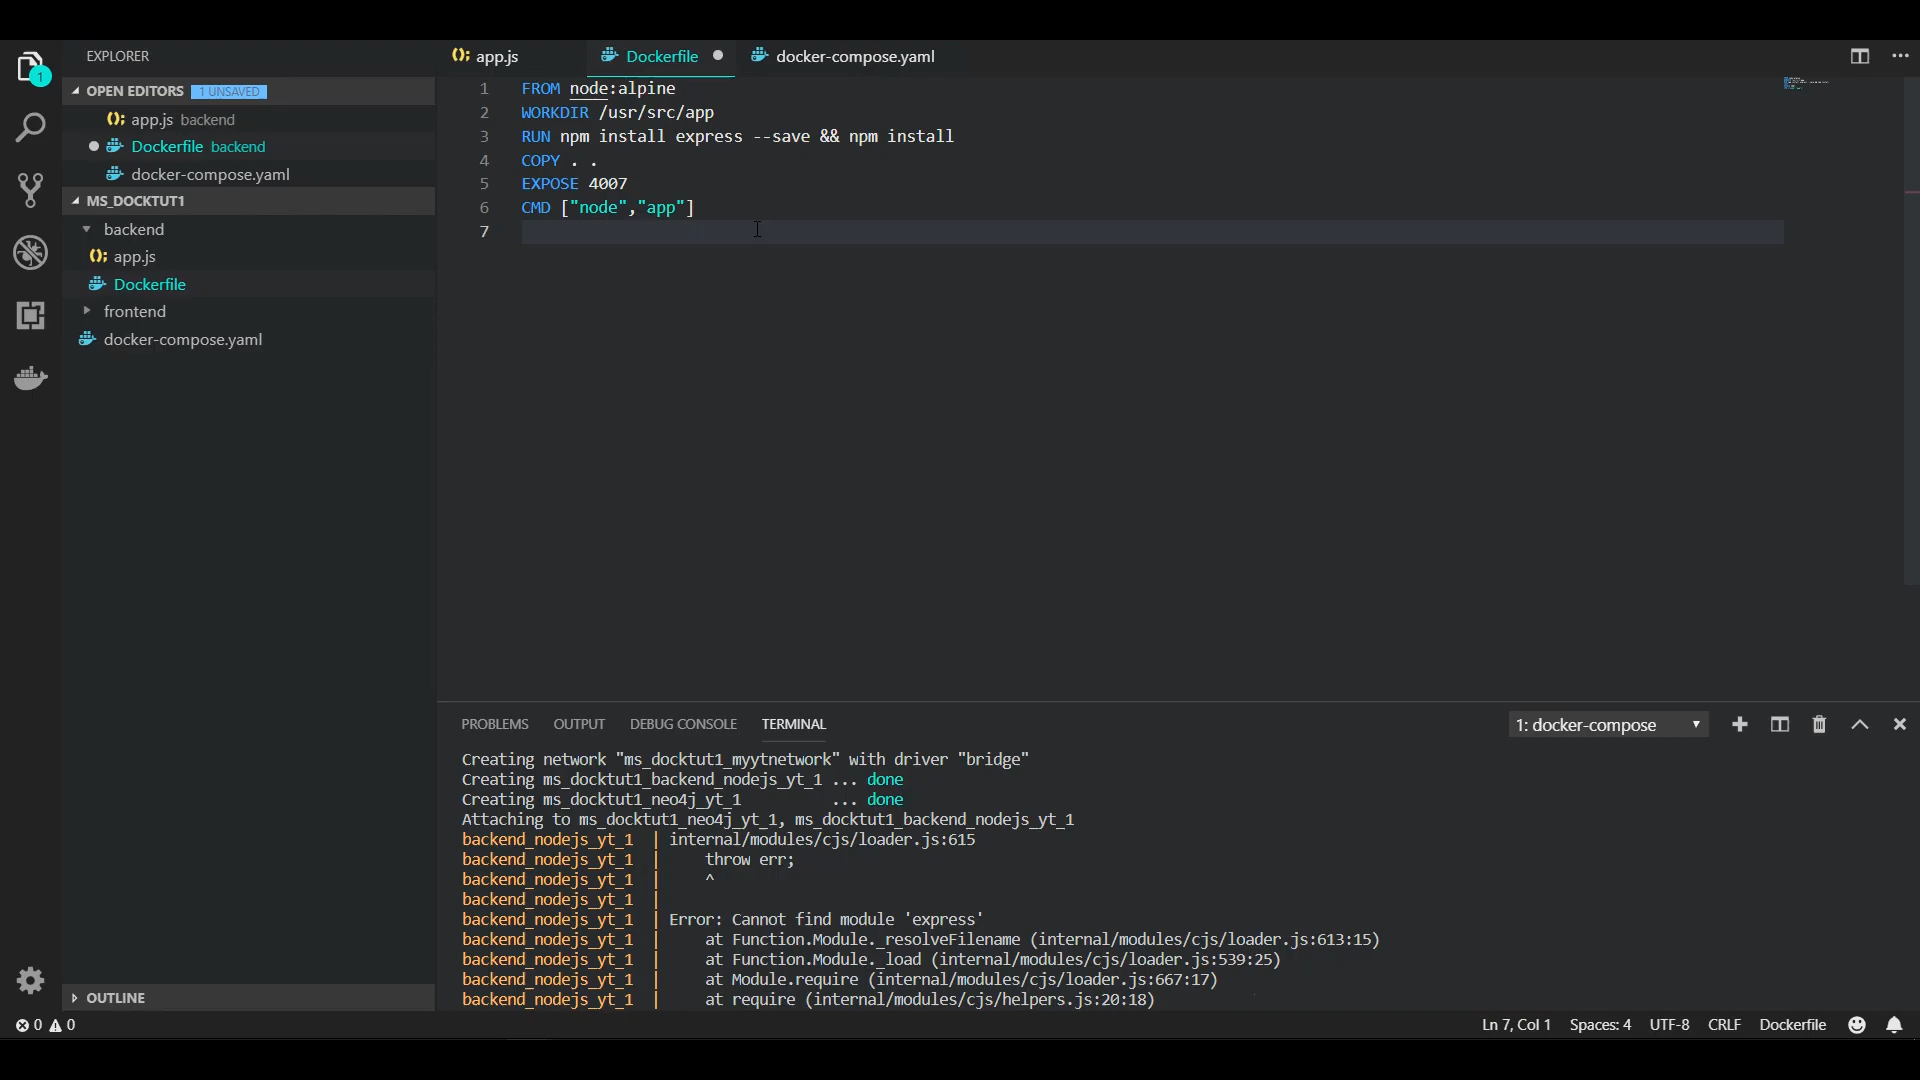 EXPLORER
OPEN EDITORS 1 UNSAVED
app.js backend
Dockerfile backend
docker-compose.yaml
MS_DOCKTUT1
backend
app.js
Dockerfile
frontend
docker-compose.yaml
OUTLINE
1
app.js Dockerfile docker-compose.yaml
1 FROM node:alpine
2 WORKDIR /usr/src/app
3 RUN npm install express --save && npm install
4 COPY . .
5 EXPOSE 4007
6 CMD ["node","app"]
7
PROBLEMS OUTPUT DEBUG CONSOLE TERMINAL 1: docker-compose
Creating network "ms_docktut1_myytnetwork" with driver "bridge"
Creating ms_docktut1_backend_nodejs_yt_1 ... done
Creating ms_docktut1_neo4j_yt_1 ... done
Attaching to ms_docktut1_neo4j_yt_1, ms_docktut1_backend_nodejs_yt_1
backend_nodejs_yt_1 | internal/modules/cjs/loader.js:615
backend_nodejs_yt_1 | throw err;
backend_nodejs_yt_1 | ^
backend_nodejs_yt_1 |
backend_nodejs_yt_1 | Error: Cannot find module 'express'
backend_nodejs_yt_1 | at Function.Module._resolveFilename (internal/modules/cjs/loader.js:613:15)
backend_nodejs_yt_1 | at Function.Module._load (internal/modules/cjs/loader.js:539:25)
backend_nodejs_yt_1 | at Module.require (internal/modules/cjs/loader.js:667:17)
backend_nodejs_yt_1 | at require (internal/modules/cjs/helpers.js:20:18)
0 0 Ln 7, Col 1 Spaces: 4 UTF-8 CRLF Dockerfile